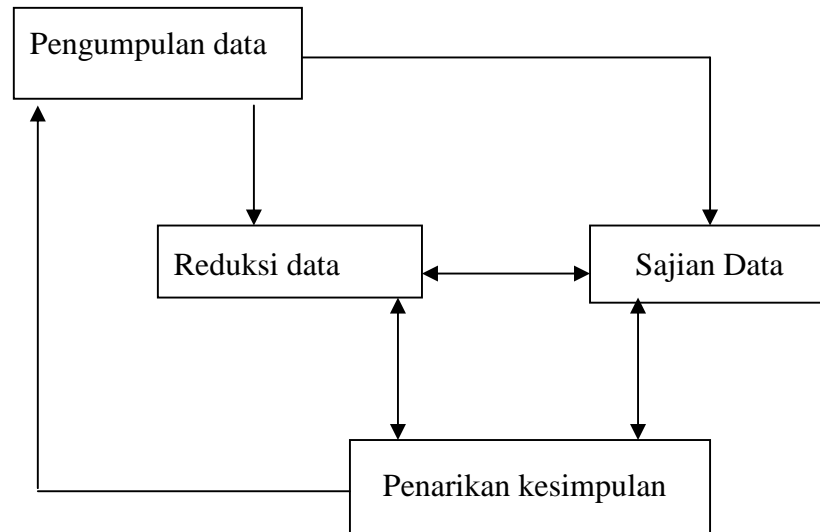 Pengumpulan data
Reduksi data
Sajian Data
Penarikan kesimpulan